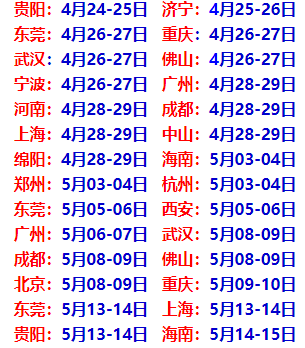 贵阳：4月24-25日 济宁：4月25-26日
东莞：4月26-27日 重庆：4月26-27日
武汉：4月26-27日 佛山：4月26-27日
宁波：4月26-27日 广州：4月28-29日
河南：4月28-29日 成都：4月28-29日
上海：4月28-29日 中山：4月28-29日
绵阳：4月28-29日 海南：5月03-04日
郑州：5月03-04日 杭州：5月03-04日
东莞：5月05-06日 西安：5月05-06日
广州：5月06-07日 武汉：5月08-09日
成都：5月08-09日 佛山：5月08-09日
北京：5月08-09日 重庆：5月09-10日
东莞：5月13-14日 上海：5月13-14日
贵阳：5月13-14日 海南：5月14-15日